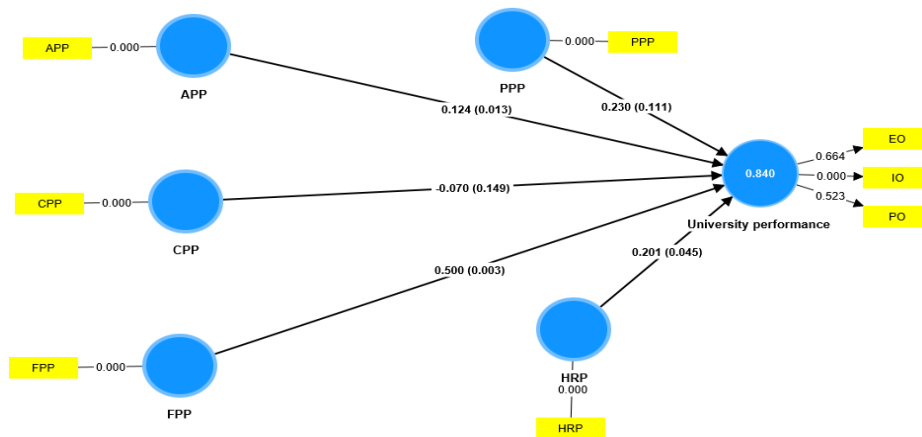 APP
0.000
APP
0.000
PPP
PPP
0.124 (0.013)
0.230 (0.111)
EO
0.664
0.840
0.000
IO
0.523
PO
University performance
CPP
0.000
CPP
-0.070 (0.149)
0.201 (0.045)
0.500 (0.003)
FPP
0.000
FPP
HRP
0.000
HRP